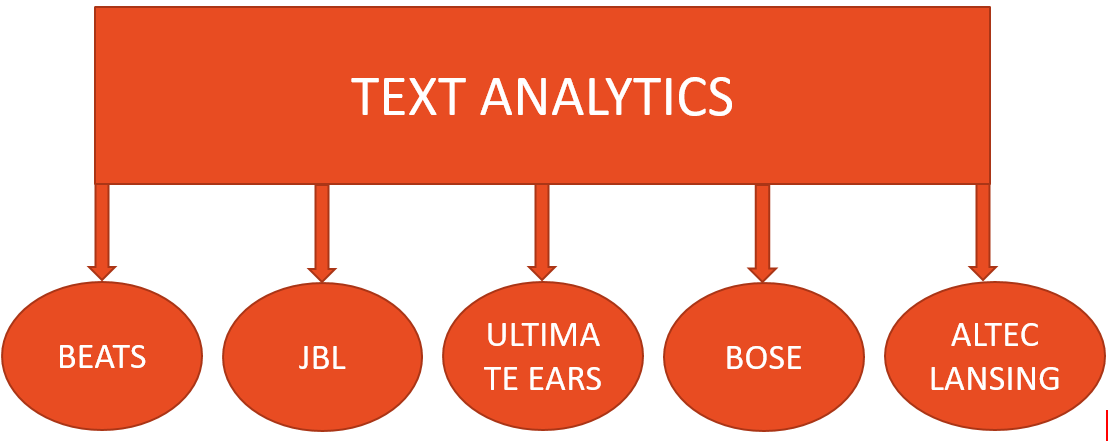 TEXT ANALYTICS
BEATS
JBL
ULTIMA
TE EARS
BOSE
ALTEC
LANSING